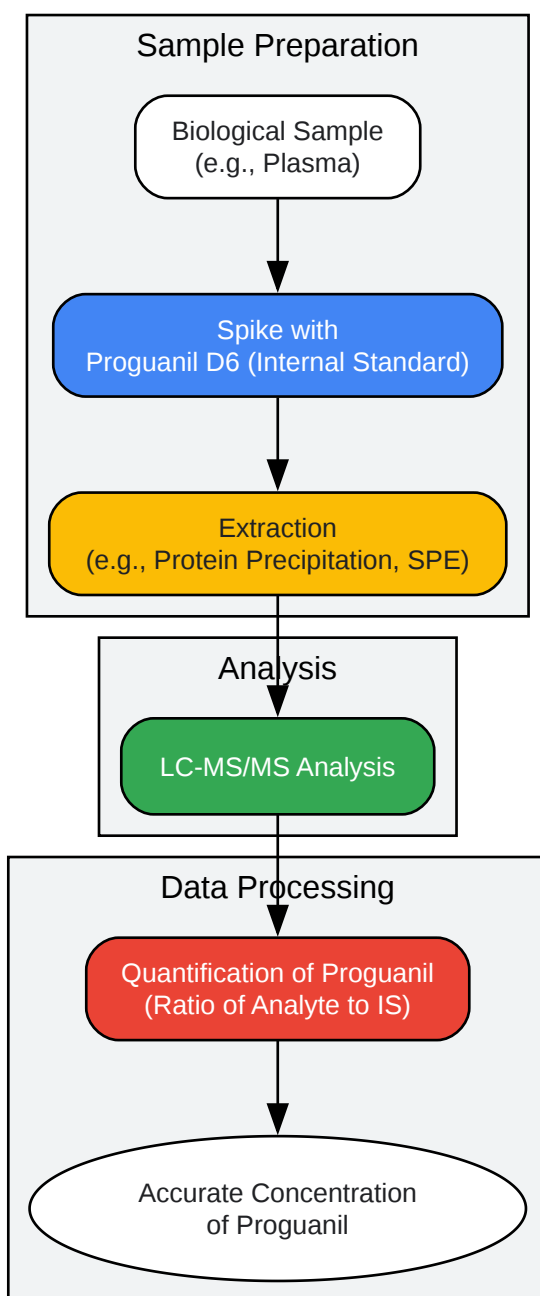 Sample Preparation
Biological Sample
(e.g., Plasma)
Spike with
Proguanil D6 (Internal Standard)
Extraction
(e.g., Protein Precipitation, SPE)
Analysis
LC-MS/MS Analysis
Data Processing
Quantification of Proguanil
(Ratio of Analyte to IS)
Accurate Concentration
of Proguanil